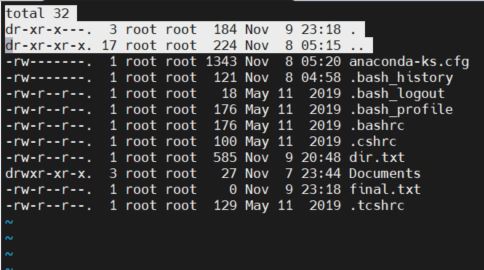 total 32
dr-xr-x---.  3 root root  184 Nov  9 23:18 .
dr-xr-xr-x. 17 root root  224 Nov  8 05:15 ..
-rw-------.  1 root root 1343 Nov  8 05:20 anaconda-ks.cfg
-rw-------.  1 root root  121 Nov  8 04:58 .bash_history
-rw-r--r--.  1 root root   18 May 11  2019 .bash_logout
-rw-r--r--.  1 root root  176 May 11  2019 .bash_profile
-rw-r--r--.  1 root root  176 May 11  2019 .bashrc
-rw-r--r--.  1 root root  100 May 11  2019 .cshrc
-rw-r--r--.  1 root root  585 Nov  9 20:48 dir.txt
drwxr-xr-x.  3 root root   27 Nov  7 23:44 Documents
-rw-r--r--.  1 root root    0 Nov  9 23:18 final.txt
-rw-r--r--.  1 root root  129 May 11  2019 .tcshrc
~
~
~
~